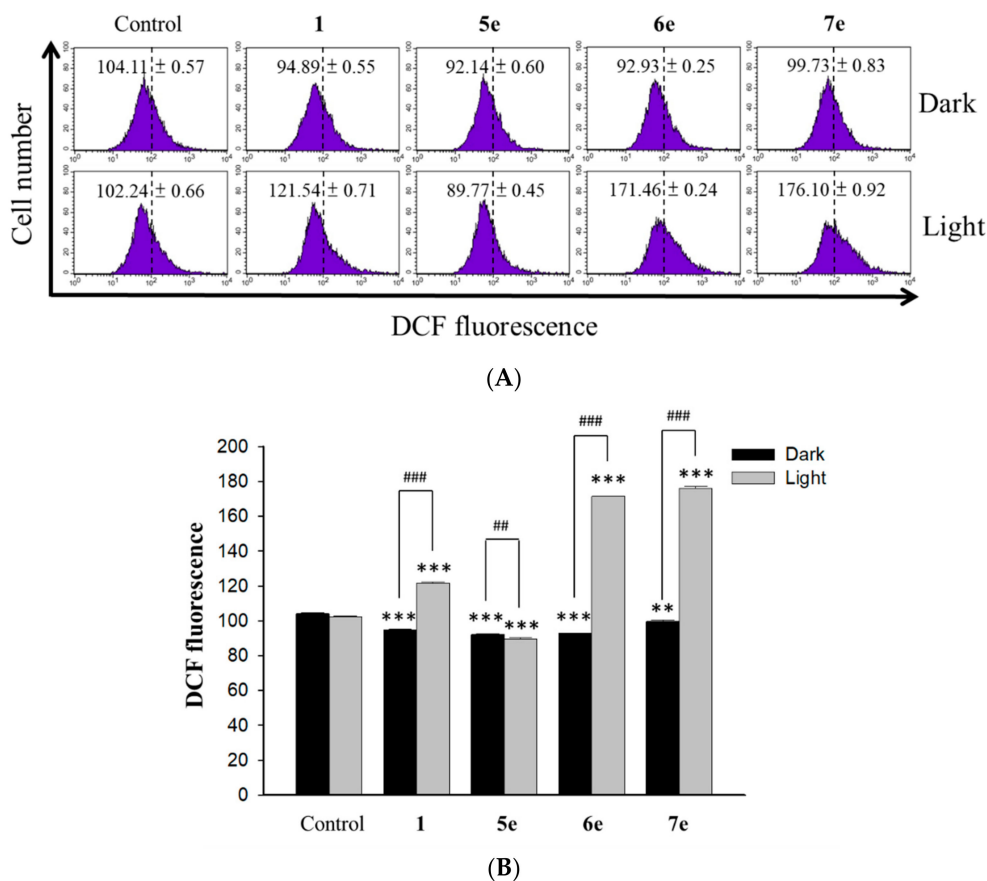 Control 1 5e 6e 7e
104.11 ± 0.57 94.89 ± 0.55 92.14 ± 0.60 92.93 ± 0.25 99.73 ± 0.83
Dark
102.24 ± 0.66 121.54 ± 0.71 89.77 ± 0.45 171.46 ± 0.24 176.10 ± 0.92
Light
Cell number
DCF fluorescence
(A)
### ### ### ##
*** *** *** *** *** *** **
Dark
Light
200
180
160
140
120
100
80
60
40
20
0
DCF fluorescence
Control 1 5e 6e 7e
(B)